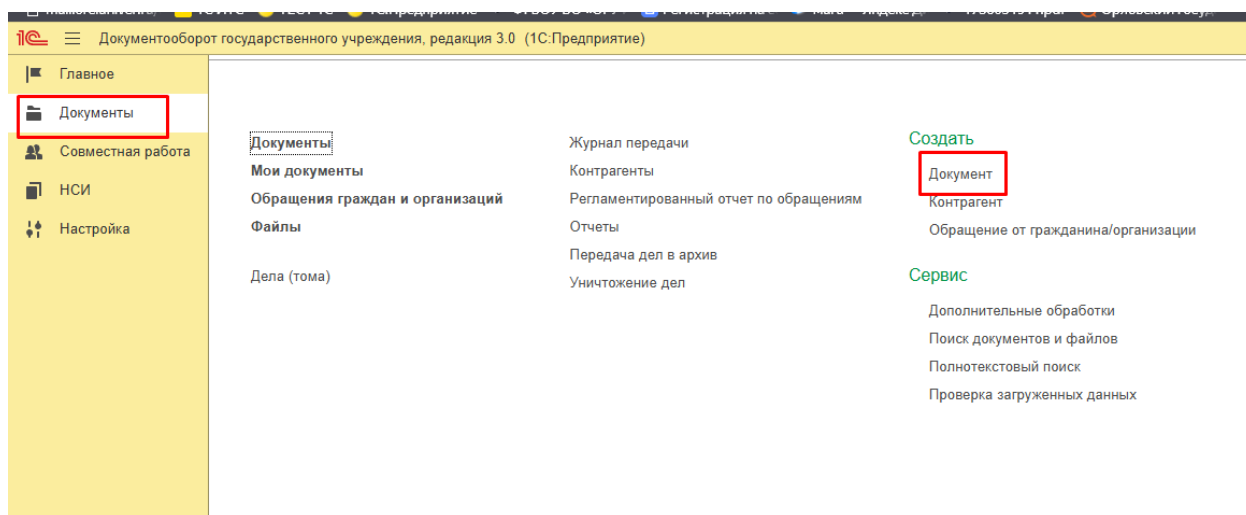 Документооборот государственного учреждения, редакция 3.0 (1С:Предприятие)
Главное
Документы
Совместная работа
НСИ
Настройка
Документы
Мои документы
Обращения граждан и организаций
Файлы
Дела (тома)
Журнал передачи
Контрагенты
Регламентированный отчет по обращениям
Отчеты
Передача дел в архив
Уничтожение дел
Создать
Документ
Контрагент
Обращение от гражданина/организации
Сервис
Дополнительные обработки
Поиск документов и файлов
Полнотекстовый поиск
Проверка загруженных данных